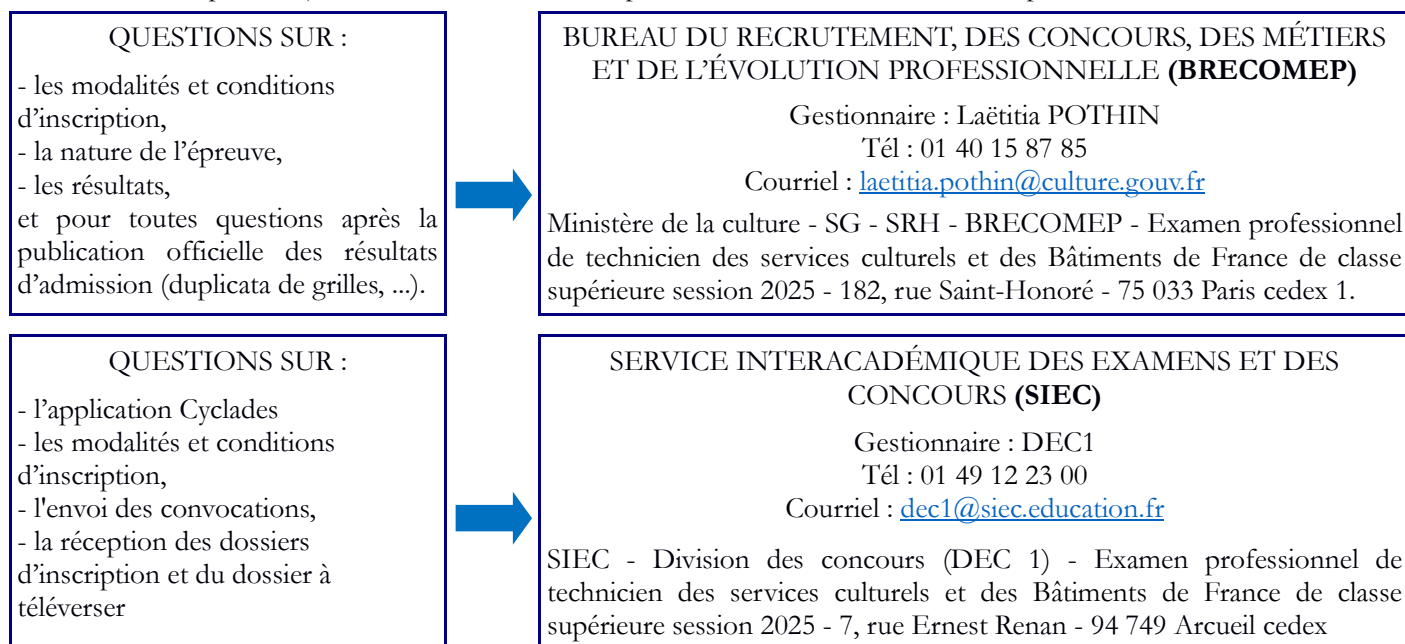 QUESTIONS SUR :
- les modalités et conditions
d'inscription,
- la nature de l'épreuve,
- les résultats,
et pour toutes questions après la
publication officielle des résultats
d'admission (duplicata de grilles, ...).
BUREAU DU RECRUTEMENT, DES CONCOURS, DES MÉTIERS
ET DE L'ÉVOLUTION PROFESSIONNELLE (BRECOMEP)
Gestionnaire : Laëtitia POTHIN
Tél : 01 40 15 87 85
Courriel : laetitia.pothin@culture.gouv.fr
Ministère de la culture - SG - SRH - BRECOMEP - Examen professionnel
de technicien des services culturels et des Bâtiments de France de classe
supérieure session 2025 - 182, rue Saint-Honoré - 75 033 Paris cedex 1.
QUESTIONS SUR :
- l'application Cyclades
- les modalités et conditions
d'inscription,
- l'envoi des convocations,
- la réception des dossiers
d'inscription et du dossier à
téléverser
SERVICE INTERACADÉMIQUE DES EXAMENS ET DES
CONCOURS (SIEC)
Gestionnaire : DEC1
Tél : 01 49 12 23 00
Courriel : dec1@siec.education.fr
SIEC - Division des concours (DEC 1) - Examen professionnel de
technicien des services culturels et des Bâtiments de France de classe
supérieure session 2025 - 7, rue Ernest Renan - 94 749 Arcueil cedex